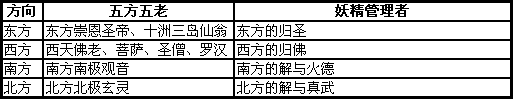 方向 五方五老 妖精管理者
东方 东方崇恩圣帝、十洲三岛仙翁 东方的归圣
西方 西天佛老、菩萨、圣僧、罗汉 西方的归佛
南方 南方南极观音 南方的解与火德
北方 北方北极玄灵 北方的解与真武